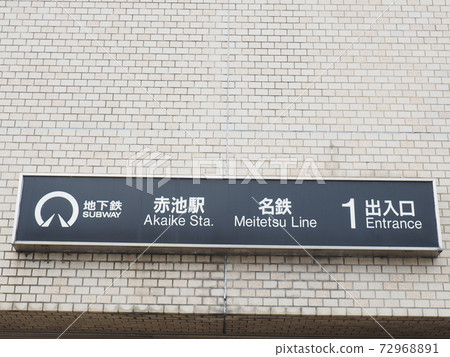 地下鉄
SUBWAY
赤池駅
Akaike Sta.
名鉄
Meitetsu Line
1 出入口
Entrance
PIXTA
pixta.jp - 72968891